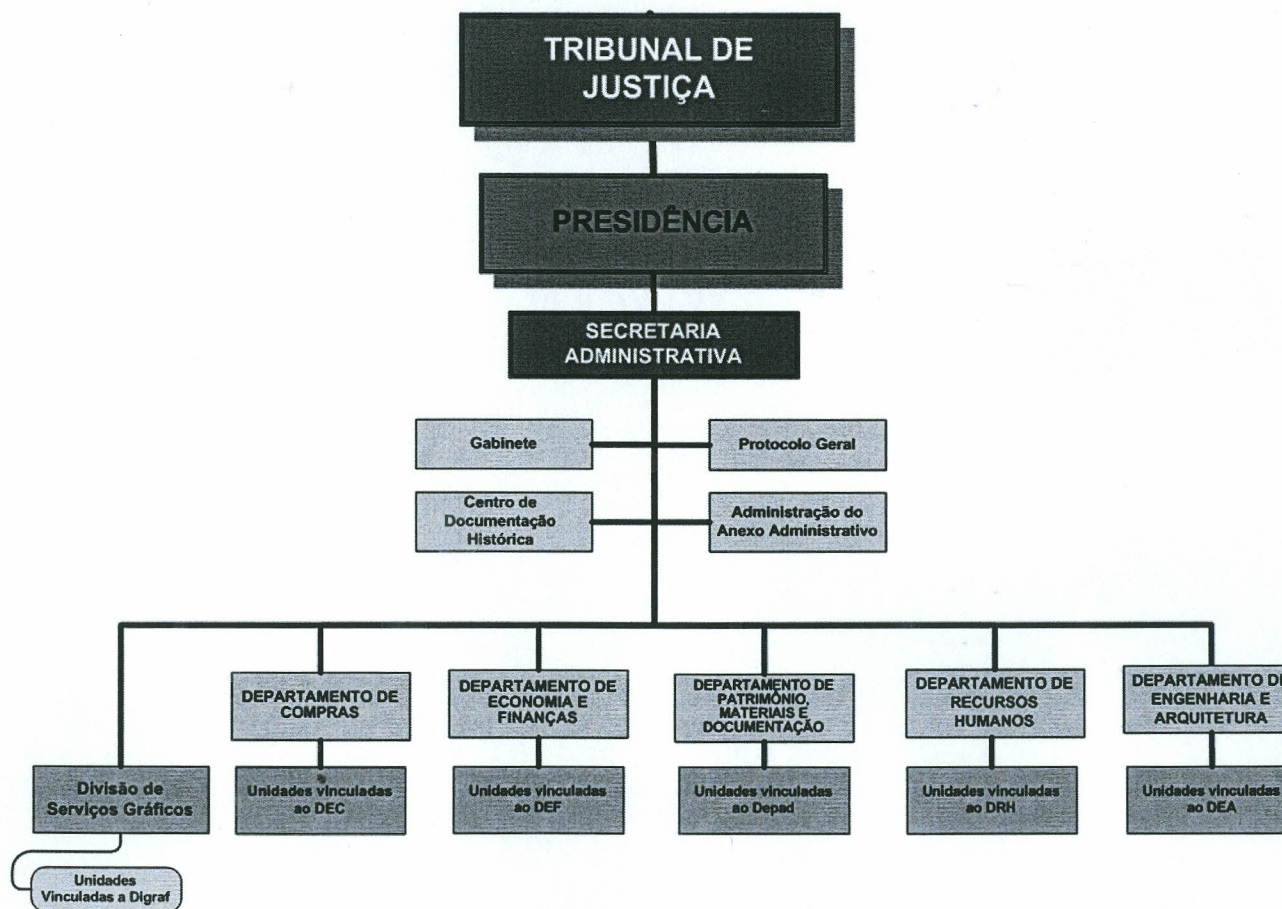 TRIBUNAL DE
JUSTIÇA
PRESIDÊNCIA
SECRETARIA
ADMINISTRATIVA
Gabinete
Protocolo Geral
Centro de
Documentação
Histórica
Administração do
Anexo Administrativo
DEPARTAMENTO DE
COMPRAS
DEPARTAMENTO DE
ECONOMIA E
FINANÇAS
DEPARTAMENTO DE
PATRIMÔNIO,
MATERIAIS E
DOCUMENTAÇÃO
DEPARTAMENTO DE
RECURSOS
HUMANOS
DEPARTAMENTO DE
ENGENHARIA E
ARQUITETURA
Divisão de
Serviços Gráficos
Unidades vinculadas
ao DEC
Unidades vinculadas
ao DEF
Unidades vinculadas
ao Depad
Unidades vinculadas
ao DRH
Unidades vinculadas
ao DEA
Unidades
Vinculadas a Digraf